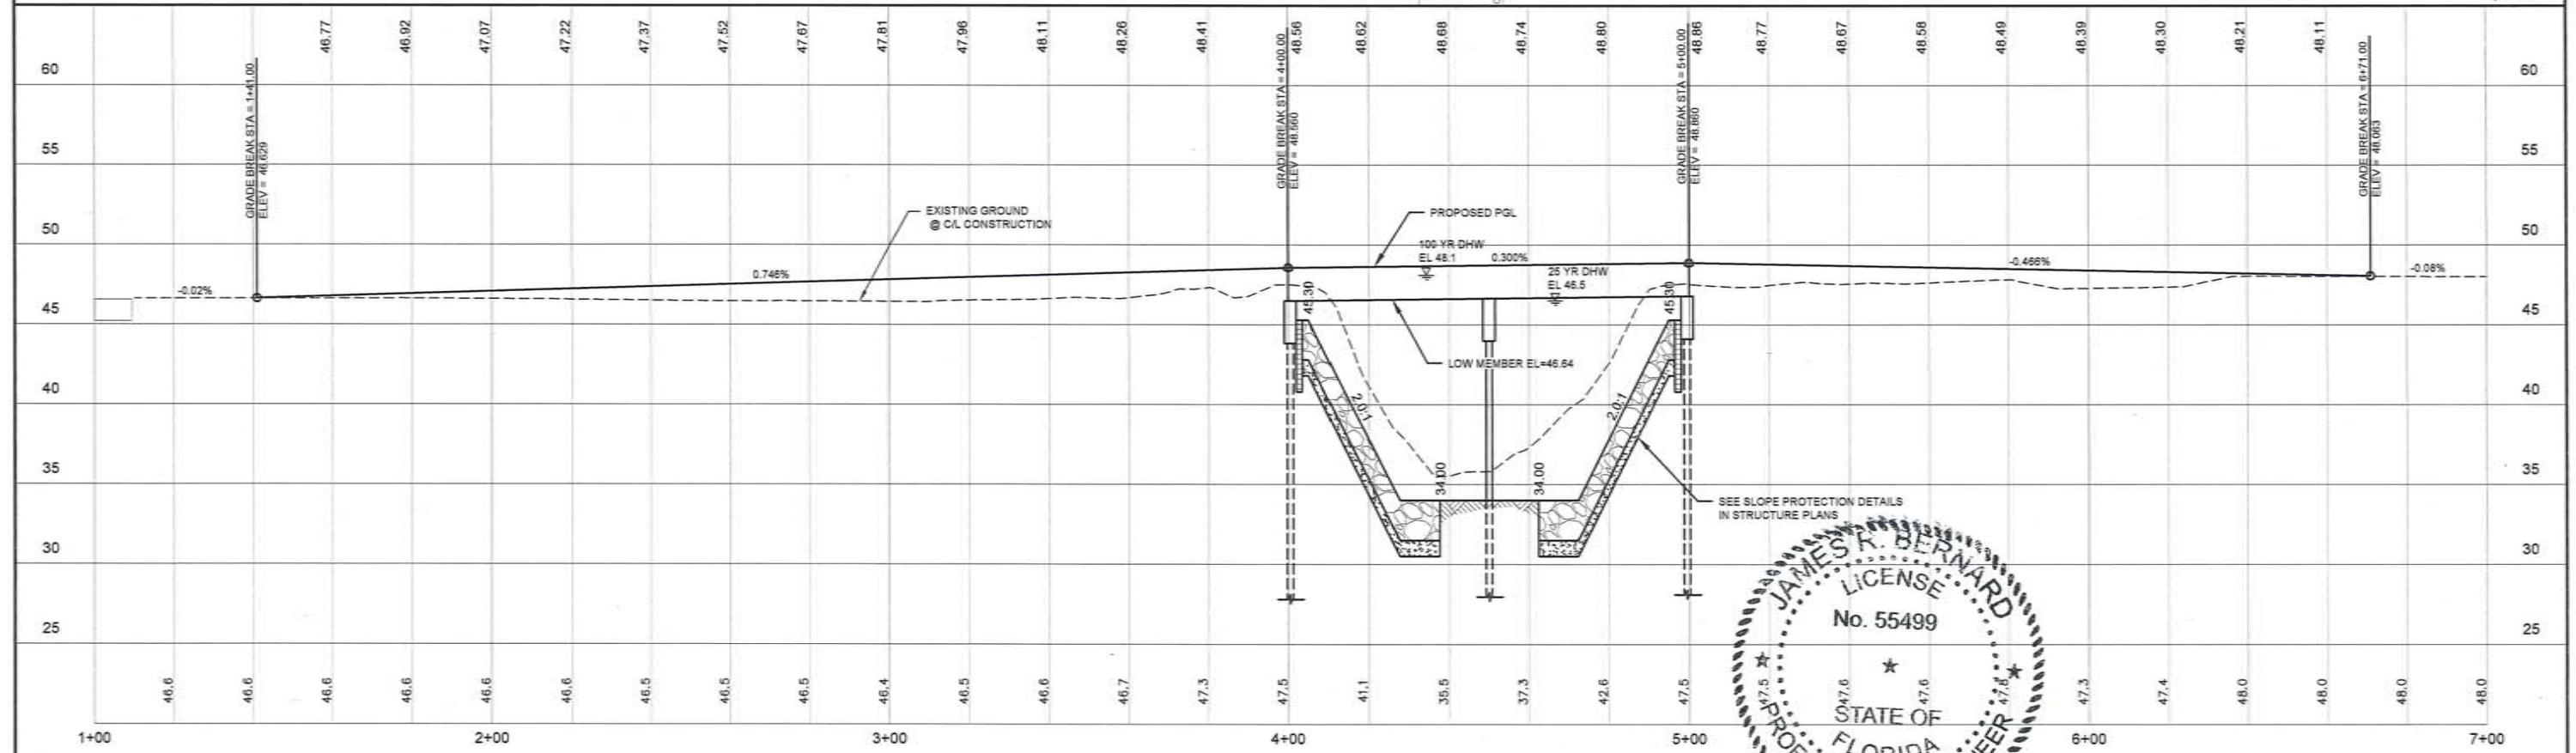 46.77 46.92 47.07 47.22 47.37 47.52 47.67 47.81 47.96 48.11 48.26 48.41 48.56 48.62 48.68 48.74 48.80 48.86 48.77 48.67 48.58 48.49 48.39 48.30 48.21 48.11
GRADE BREAK STA = 1+41.00
ELEV = 46.629
GRADE BREAK STA = 4+00.00
ELEV = 48.560
GRADE BREAK STA = 5+00.00
ELEV = 48.860
GRADE BREAK STA = 6+71.00
ELEV = 48.063
60 60
55 55
50 50
45 45
40 40
35 35
30 30
25 25
EXISTING GROUND
@ C/L CONSTRUCTION
PROPOSED PGL
100 YR DHW
EL 48.1
0.300%
25 YR DHW
EL 46.5
-0.02%
0.746%
-0.466%
-0.08%
45.30
45.30
LOW MEMBER EL=46.64
2.0:1
2.0:1
34.00
34.00
SEE SLOPE PROTECTION DETAILS
IN STRUCTURE PLANS
JAMES R. BERNARD
LICENSE
No. 55499
STATE OF
FLORIDA
46.6 46.6 46.6 46.6 46.6 46.5 46.5 46.5 46.4 46.5 46.6 46.7 47.3 47.5 41.1 35.5 37.3 42.6 47.5 47.5 47.6 47.6 47.8 47.3 47.4 48.0 48.0 48.0 48.0
1+00 2+00 3+00 4+00 5+00 6+00 7+00